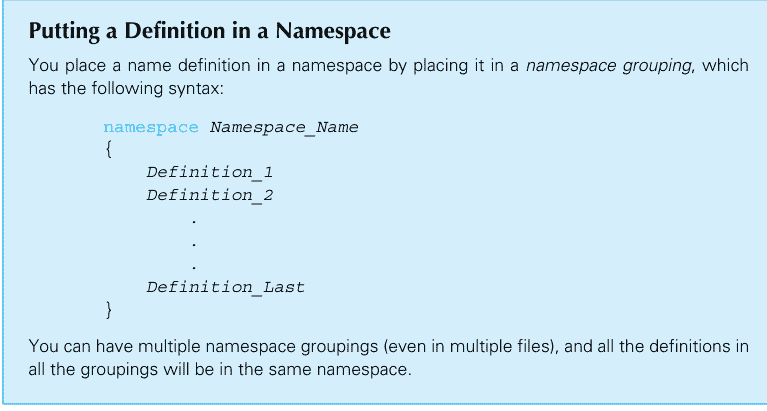 Putting a Definition in a Namespace
You place a name definition in a namespace by placing it in a namespace grouping, which
has the following syntax:
namespace Namespace_Name
{
Definition_1
Definition_2
.
.
.
Definition_Last
}
You can have multiple namespace groupings (even in multiple files), and all the definitions in
all the groupings will be in the same namespace.